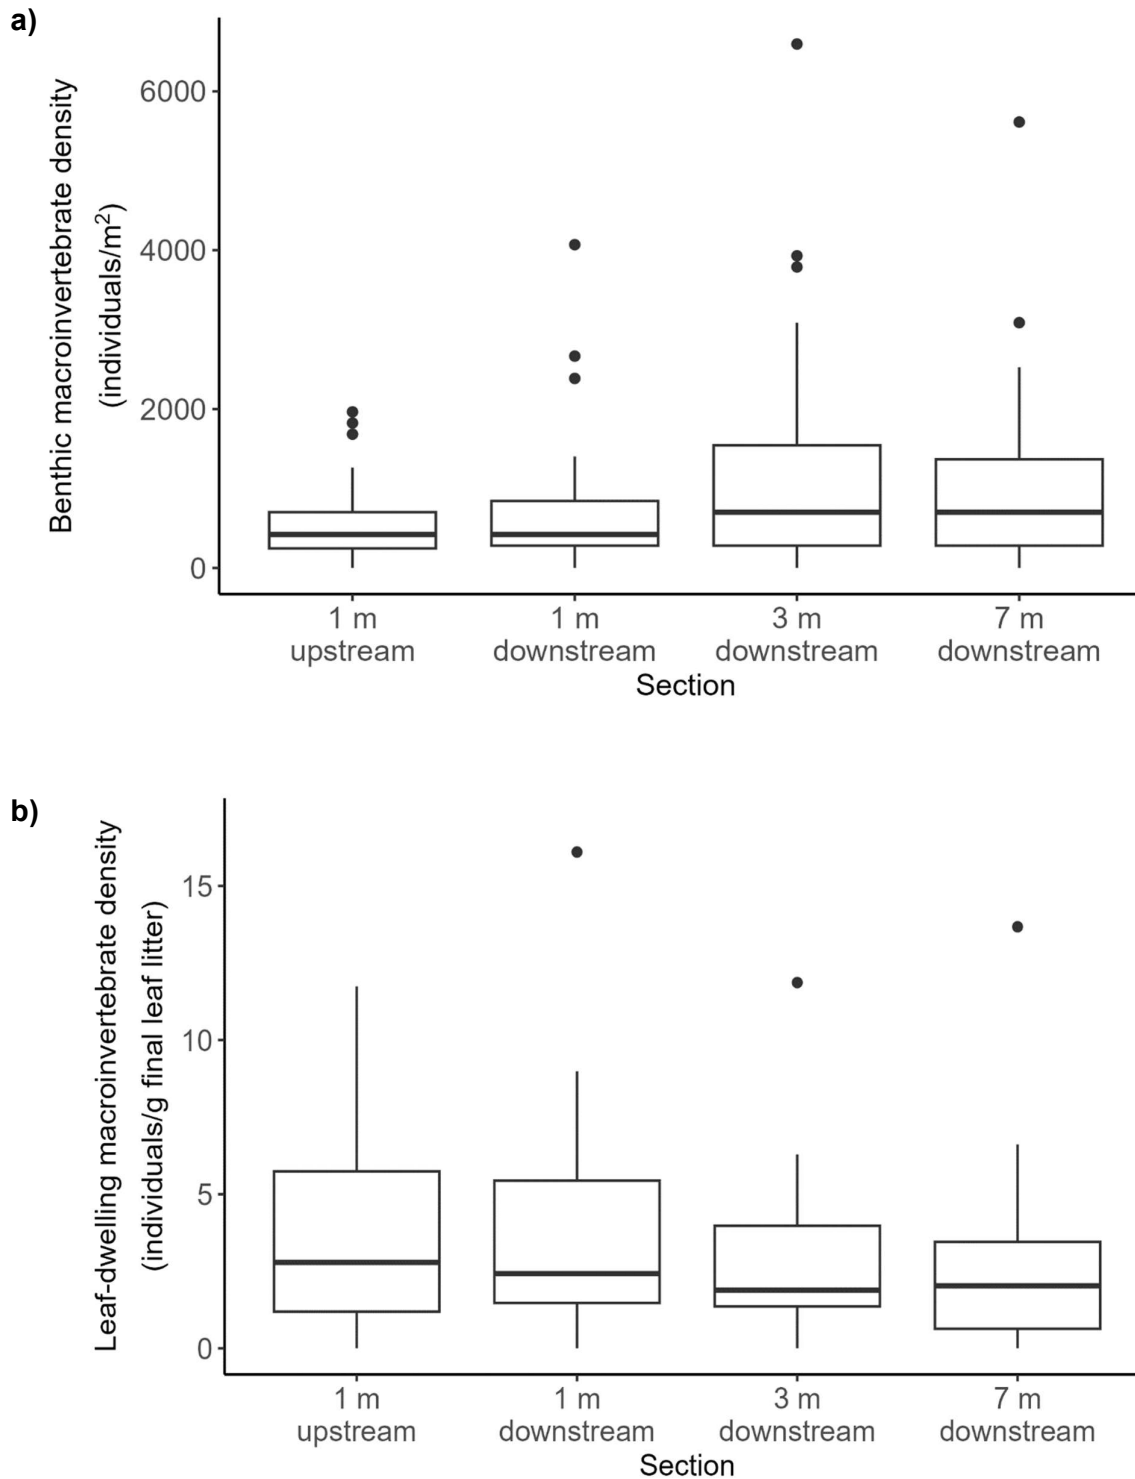 a)
Benthic macroinvertebrate density
(individuals/m²)
6000
4000
2000
0
1 m
upstream
1 m
downstream
3 m
downstream
7 m
downstream
Section
b)
Leaf-dwelling macroinvertebrate density
(individuals/g final leaf litter)
15
10
5
0
1 m
upstream
1 m
downstream
3 m
downstream
7 m
downstream
Section